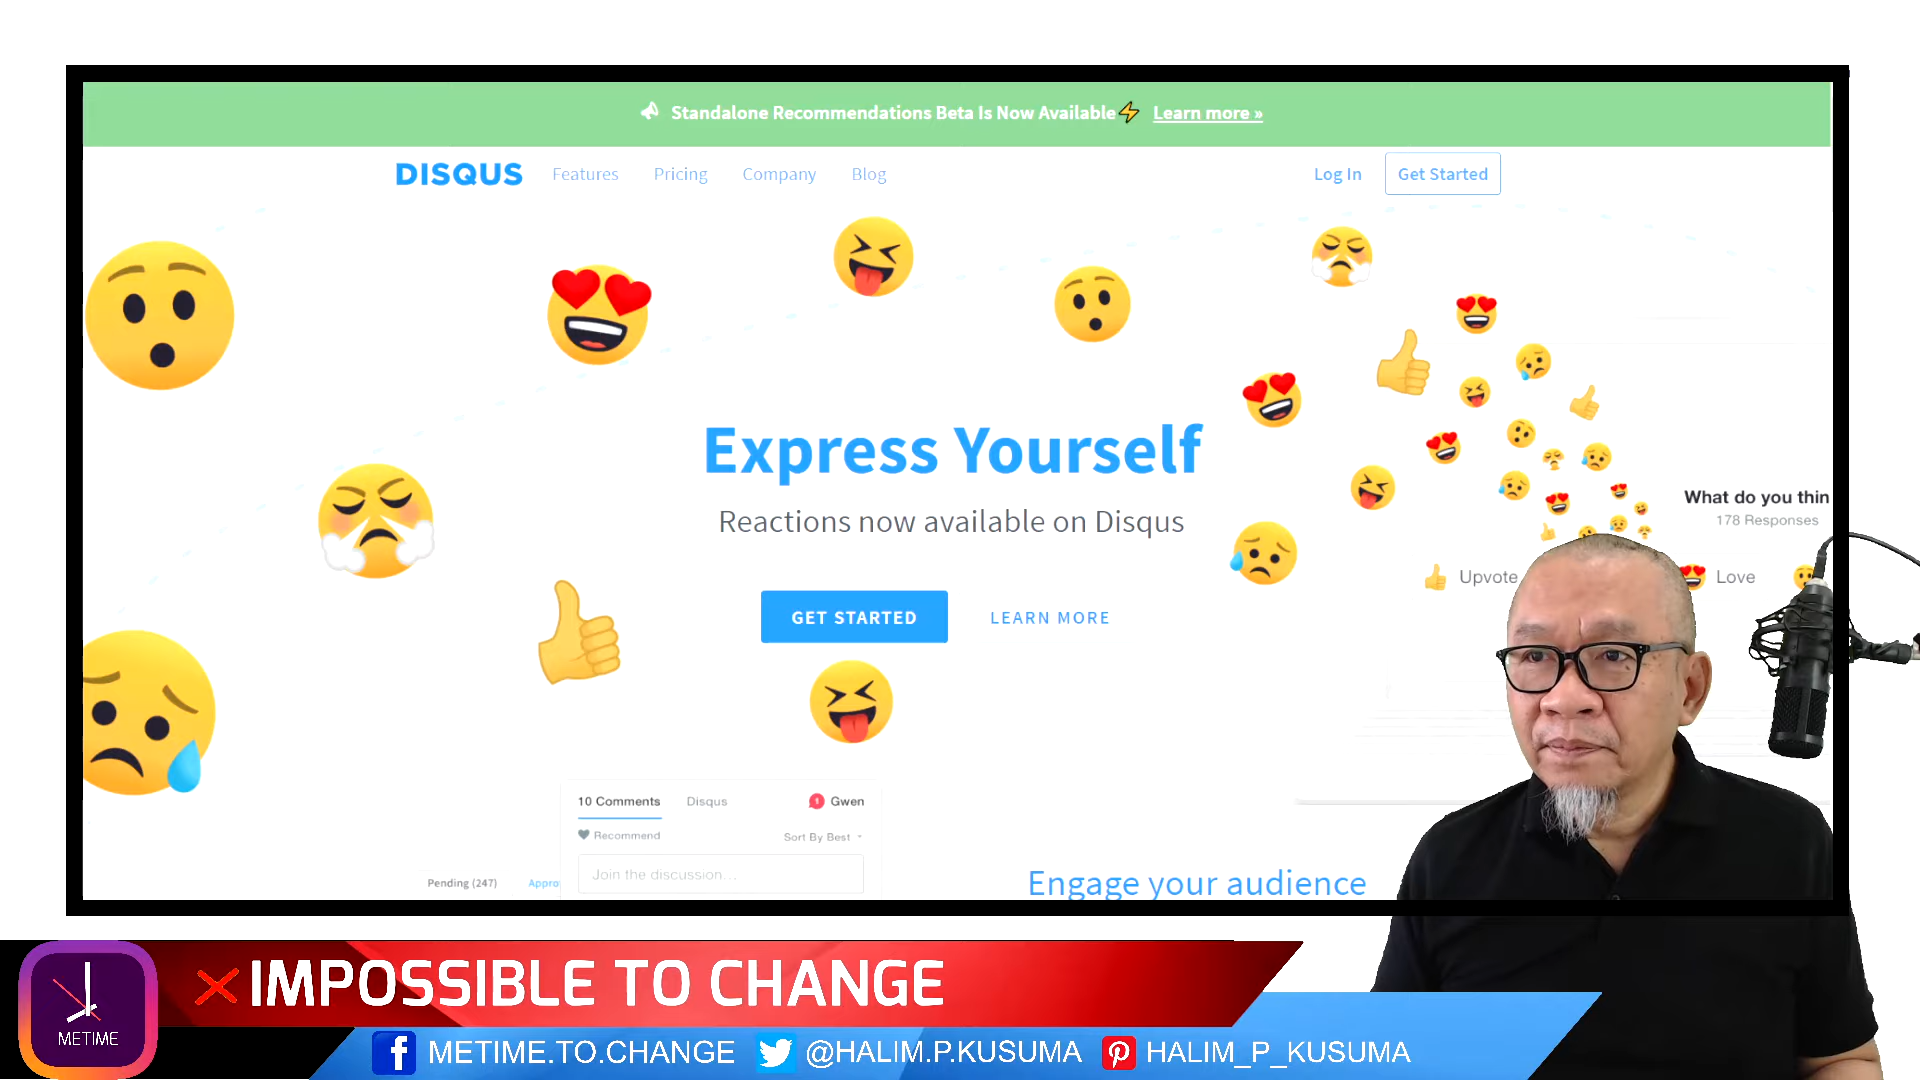 Standalone Recommendations Beta Is Now Available⚡ Learn more »
DISQUS Features Pricing Company Blog Log In Get Started
Express Yourself
Reactions now available on Disqus
GET STARTED LEARN MORE
What do you thin
178 Responses
Upvote Love
10 Comments Disqus 1 Gwen
Recommend Sort By Best
Join the discussion...
Pending (247) Appro
Engage your audience
METIME
IMPOSSIBLE TO CHANGE
METIME.TO.CHANGE @HALIM.P.KUSUMA HALIM_P_KUSUMA